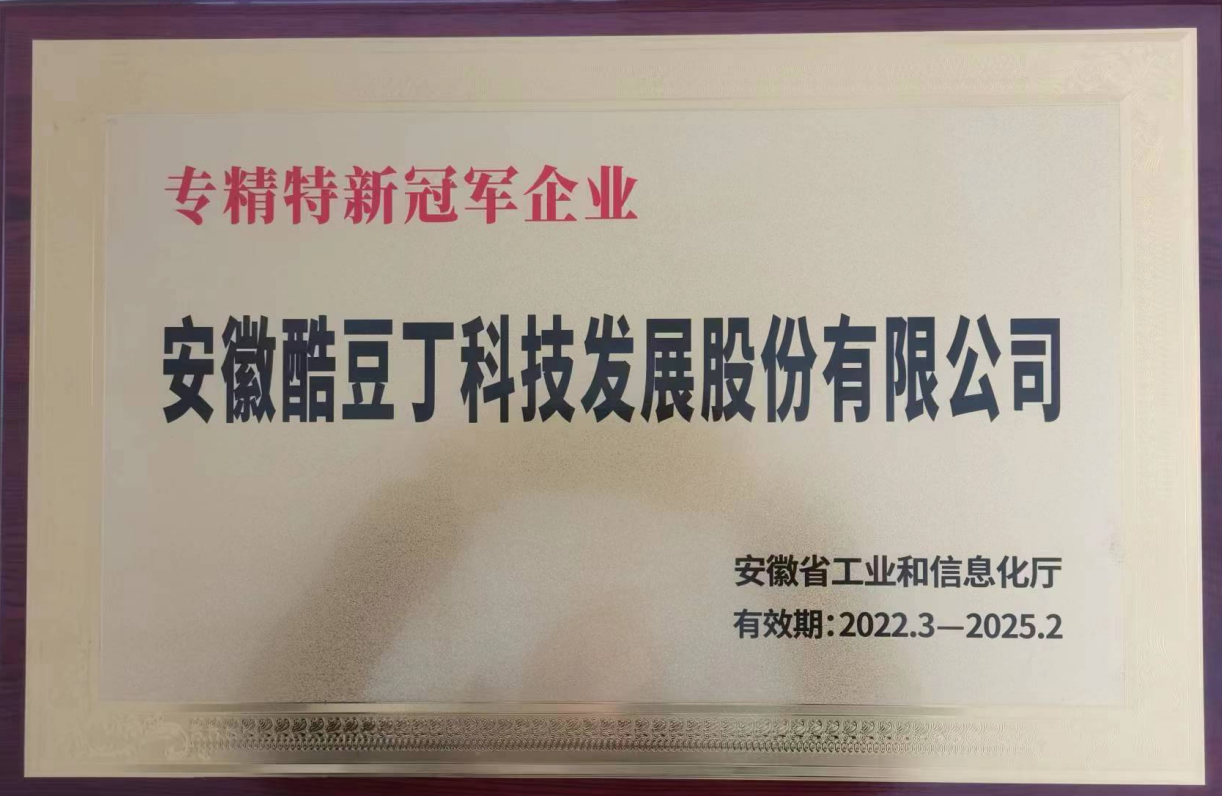 专精特新冠军企业
安徽酷豆丁科技发展股份有限公司
安徽省工业和信息化厅
有效期:2022.3—2025.2